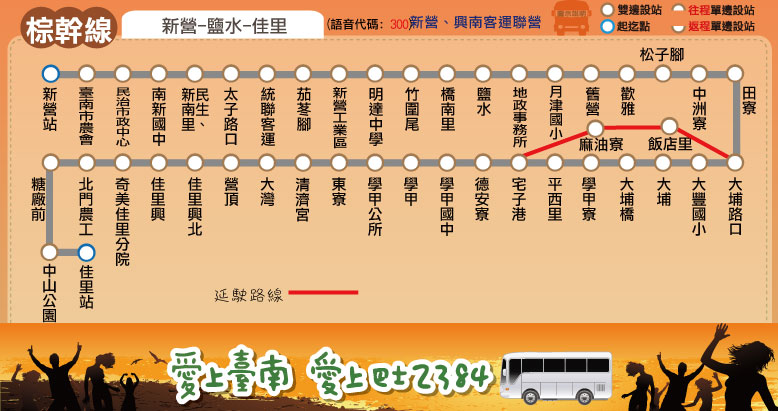 棕幹線
新營-鹽水-佳里
(語音代碼: 300)新營、興南客運聯營
雙邊設站
往程單邊設站
起迄點
返程單邊設站
松子腳
新營站
臺南市農會
民治市政中心
南新國中
民生、新南里
太子路口
統聯客運
茄苳腳
新營工業區
明達中學
竹圍尾
橋南里
鹽水
地政事務所
月津國小
舊營
歡雅
中洲寮
田寮
麻油寮
飯店里
糖廠前
北門農工
奇美佳里分院
佳里興
佳里興北
營頂
大灣
清濟宮
東寮
學甲公所
學甲
學甲國中
德安寮
宅子港
平西里
學甲寮
大埔橋
大埔
大豐國小
大埔路口
中山公園
佳里站
延駛路線
愛上臺南 愛上巴士2384